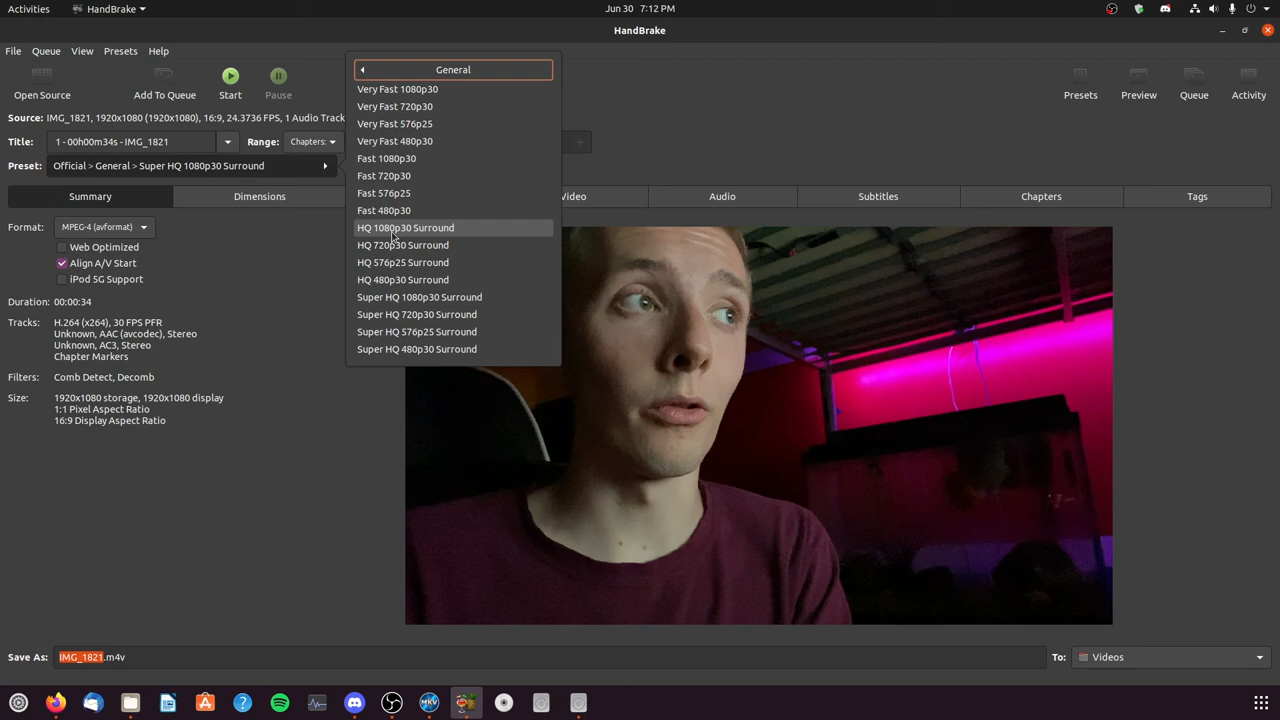 Activities
HandBrake
Jun 30 7:12 PM
HandBrake
File Queue View Presets Help
General
Open Source
Add To Queue
Start
Pause
Presets
Preview
Queue
Activity
Source: IMG_1821, 1920x1080 (1920x1080), 16:9, 24.3736 FPS, 1 Audio Track
Title: 1 - 00h00m34s - IMG_1821
Range: Chapters:
Preset: Official > General > Super HQ 1080p30 Surround
Very Fast 1080p30
Very Fast 720p30
Very Fast 576p25
Very Fast 480p30
Fast 1080p30
Fast 720p30
Fast 576p25
Fast 480p30
HQ 1080p30 Surround
HQ 720p30 Surround
HQ 576p25 Surround
HQ 480p30 Surround
Super HQ 1080p30 Surround
Super HQ 720p30 Surround
Super HQ 576p25 Surround
Super HQ 480p30 Surround
Summary
Dimensions
Video
Audio
Subtitles
Chapters
Tags
Format: MPEG-4 (avformat)
Web Optimized
Align A/V Start
iPod 5G Support
Duration: 00:00:34
Tracks: H.264 (x264), 30 FPS PFR
Unknown, AAC (avcodec), Stereo
Unknown, AC3, Stereo
Chapter Markers
Filters: Comb Detect, Decomb
Size: 1920x1080 storage, 1920x1080 display
1:1 Pixel Aspect Ratio
16:9 Display Aspect Ratio
Save As: IMG_1821.m4v
To: Videos
MKV